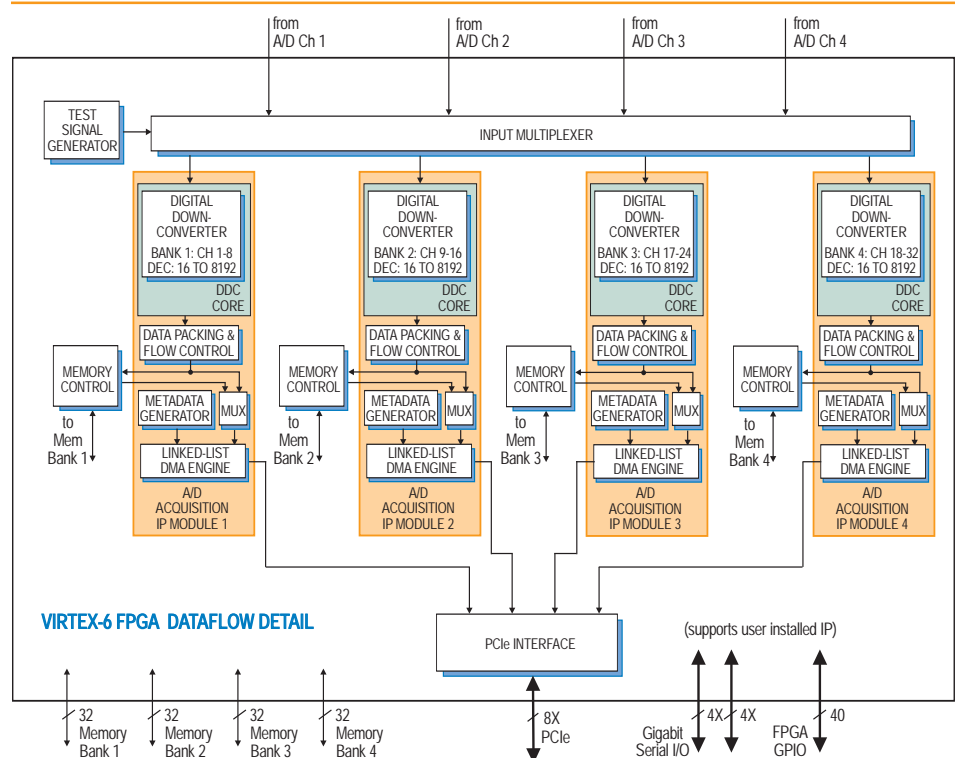 from
A/D Ch 1
from
A/D Ch 2
from
A/D Ch 3
from
A/D Ch 4
TEST
SIGNAL
GENERATOR
INPUT MULTIPLEXER
DIGITAL
DOWN-
CONVERTER
BANK 1: CH 1-8
DEC: 16 TO 8192
DDC
CORE
DIGITAL
DOWN-
CONVERTER
BANK 2: CH 9-16
DEC: 16 TO 8192
DDC
CORE
DIGITAL
DOWN-
CONVERTER
BANK 3: CH 17-24
DEC: 16 TO 8192
DDC
CORE
DIGITAL
DOWN-
CONVERTER
BANK 4: CH 18-32
DEC: 16 TO 8192
DDC
CORE
DATA PACKING &
FLOW CONTROL
MEMORY
CONTROL
METADATA
GENERATOR
MUX
to
Mem
Bank 1
LINKED-LIST
DMA ENGINE
A/D
ACQUISITION
IP MODULE 1
DATA PACKING &
FLOW CONTROL
MEMORY
CONTROL
METADATA
GENERATOR
MUX
to
Mem
Bank 2
LINKED-LIST
DMA ENGINE
A/D
ACQUISITION
IP MODULE 2
DATA PACKING &
FLOW CONTROL
MEMORY
CONTROL
METADATA
GENERATOR
MUX
to
Mem
Bank 3
LINKED-LIST
DMA ENGINE
A/D
ACQUISITION
IP MODULE 3
DATA PACKING &
FLOW CONTROL
MEMORY
CONTROL
METADATA
GENERATOR
MUX
to
Mem
Bank 4
LINKED-LIST
DMA ENGINE
A/D
ACQUISITION
IP MODULE 4
VIRTEX-6 FPGA DATAFLOW DETAIL
PCIe INTERFACE
(supports user installed IP)
32
Memory
Bank 1
32
Memory
Bank 2
32
Memory
Bank 3
32
Memory
Bank 4
8X
PCIe
4X
4X
Gigabit
Serial I/O
40
FPGA
GPIO